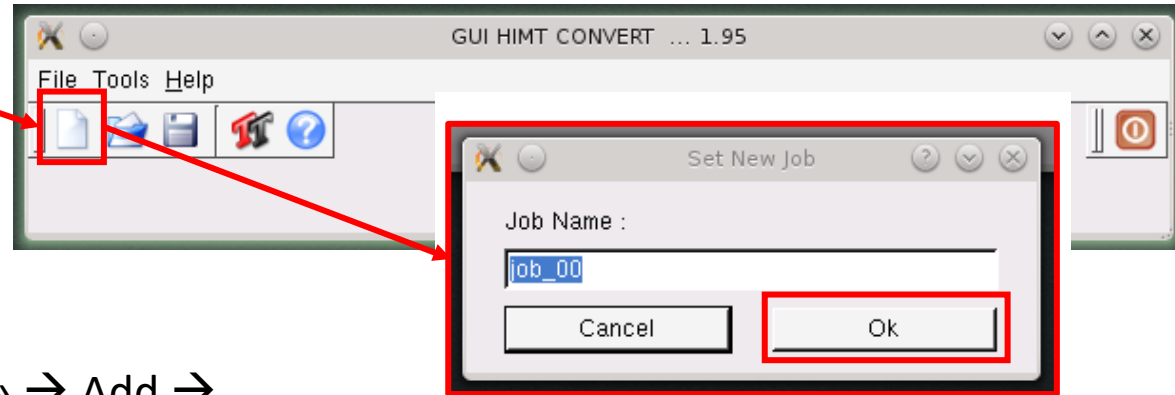 GUI HIMT CONVERT ... 1.95
File Tools Help
Set New Job
Job Name :
job_00
Cancel Ok
→ Add →